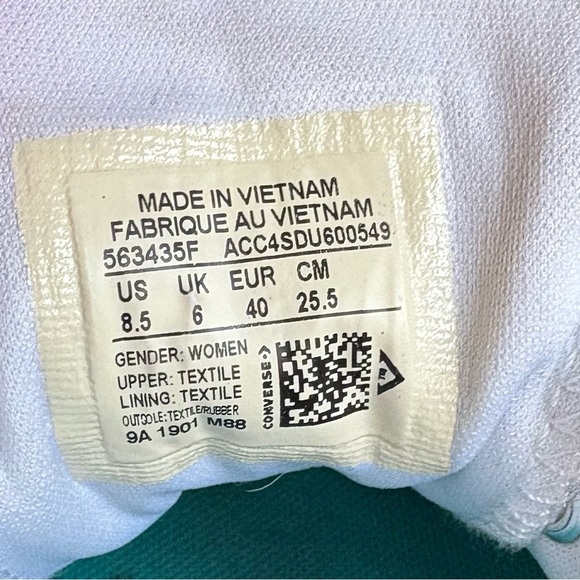 MADE IN VIETNAM
FABRIQUE AU VIETNAM
563435F ACC4SDU600549
US UK EUR CM
8.5 6 40 25.5
GENDER: WOMEN
UPPER: TEXTILE
LINING: TEXTILE
OUTSOLE: TEXTILE/RUBBER
9A 1901 M88
CONVERSE